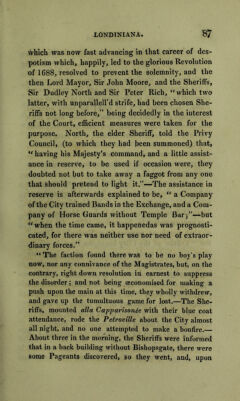 LONDINIANA. 87
which was now fast advancing in that career of des-
potism which, happily, led to the glorious Revolution
of 1688, resolved to prevent the solemnity, and the
then Lord Mayor, Sir John Moore, and the Sheriffs,
Sir Dudley North and Sir Peter Rich, "which two
latter, with unparallell'd strife, had been chosen She-
riffs not long before," being decidedly in the interest
of the Court, efficient measures were taken for the
purpose. North, the elder Sheriff, told the Privy
Council, (to which they had been summoned) that,
"having his Majesty's command, and a little assist-
ance in reserve, to be used if occasion were, they
doubted not but to take away a faggot from any one
that should pretend to light it."—The assistance in
reserve is afterwards explained to be, "a Company
of the City trained Bands in the Exchange, and a Com-
pany of Horse Guards without Temple Bar;"—but
"when the time came, it happenedas was prognosti-
cated, for there was neither use nor need of extraor-
dinary forces."
"The faction found there was to be no boy's play
now, nor any connivance of the Magistrates, but, on the
contrary, right down resolution in earnest to suppress
the disorder; and not being œconomised for making a
push upon the main at this time, they wholly withdrew,
and gave up the tumultuous game for lost.—The She-
riffs, mounted alla Capparisonée with their blue coat
attendance, rode the Petroville about the City almost
all night, and no one attempted to make a bonfire.—
About three in the morning, the Sheriffs were informed
that in a back building without Bishopsgate, there were
some Pageants discovered, so they went, and, upon